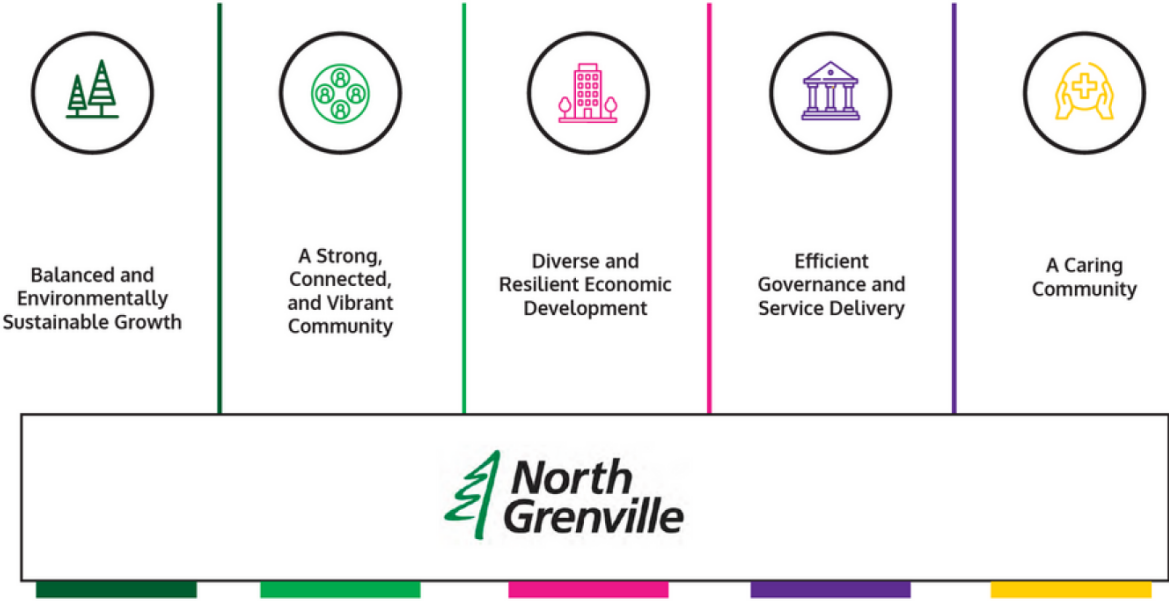 Balanced and
Environmentally
Sustainable Growth
A Strong,
Connected,
and Vibrant
Community
Diverse and
Resilient Economic
Development
Efficient
Governance and
Service Delivery
A Caring
Community
North
Grenville